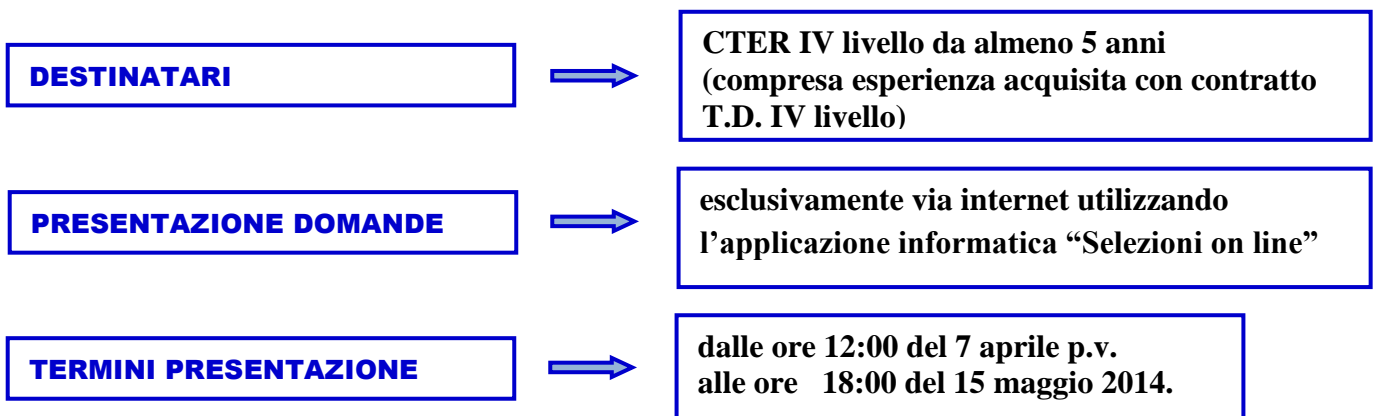 DESTINATARI
CTER IV livello da almeno 5 anni
(compresa esperienza acquisita con contratto
T.D. IV livello)
PRESENTAZIONE DOMANDE
esclusivamente via internet utilizzando
l’applicazione informatica “Selezioni on line”
TERMINI PRESENTAZIONE
dalle ore 12:00 del 7 aprile p.v.
alle ore 18:00 del 15 maggio 2014.